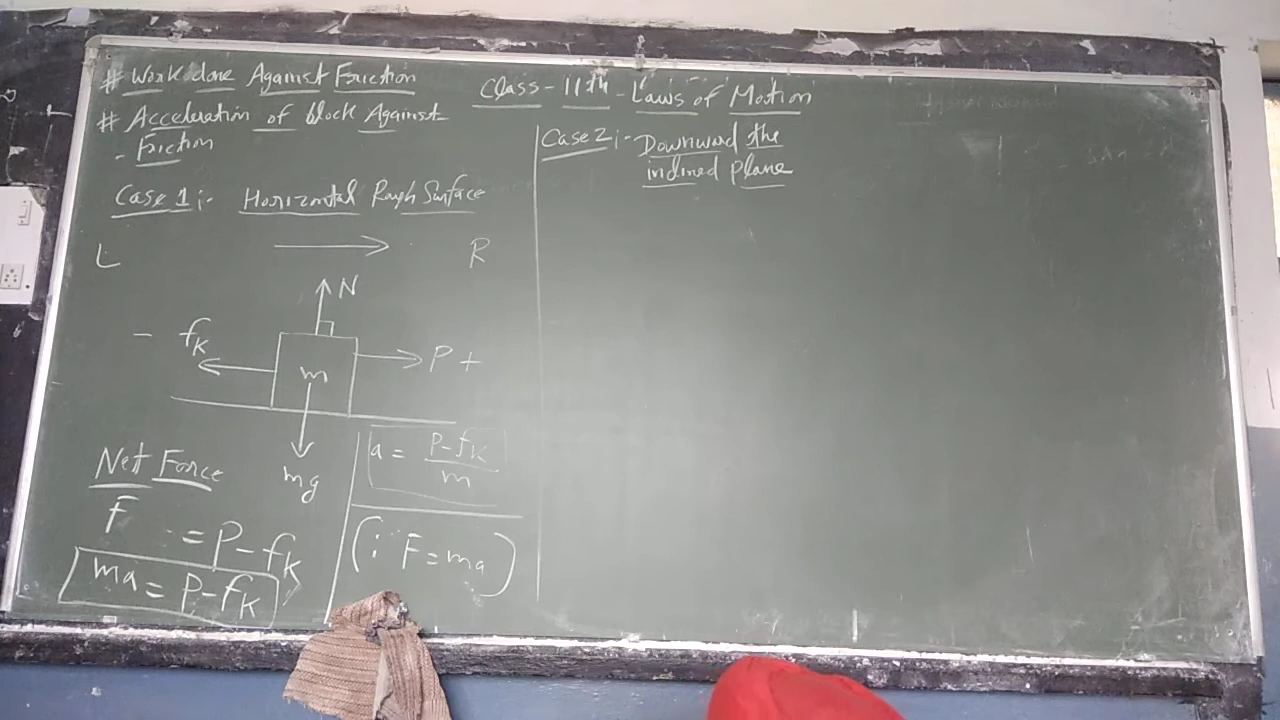 # Work done Against Friction
# Acceleration of block Against
- Friction
Case 1:- Horizontal Rough Surface
L R
N
- fK
m
P +
mg
Net Force
F = P - fK
ma = P - fK
a = P-fK / m
(∵ F = ma)
Class - 11th - Laws of Motion
Case 2:- Downward the
inclined plane